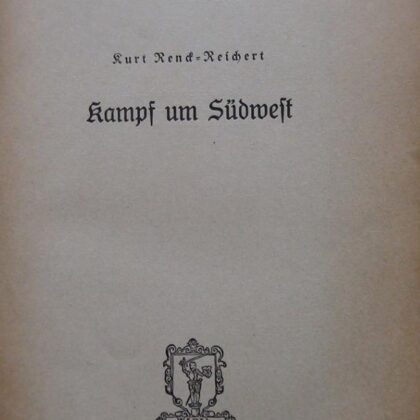 Kurt Renck-Reichert
Kampf um Südwest